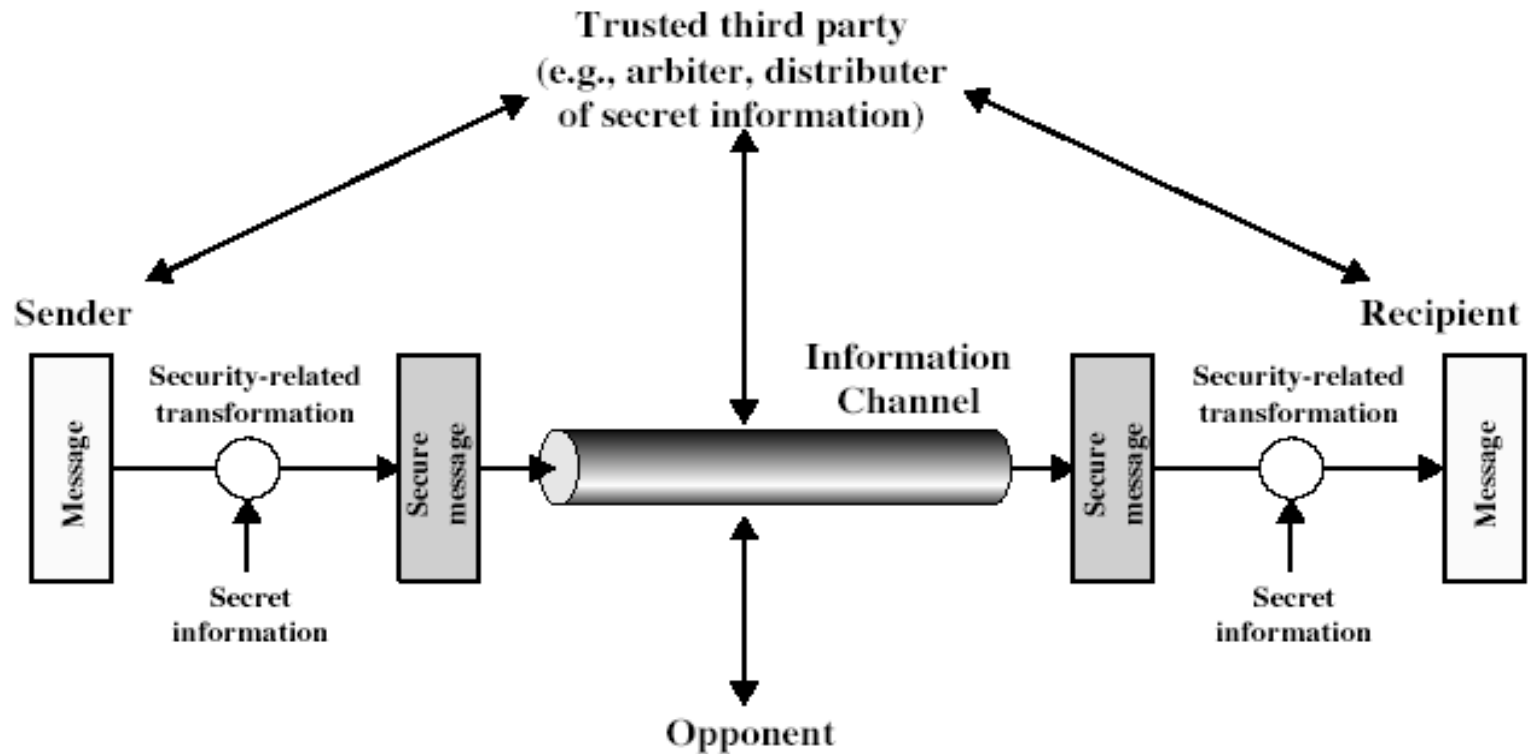 Trusted third party
(e.g., arbiter, distributer
of secret information)
Sender
Recipient
Information
Channel
Security-related
transformation
Security-related
transformation
Message
Secure
message
Secure
message
Message
Secret
information
Secret
information
Opponent